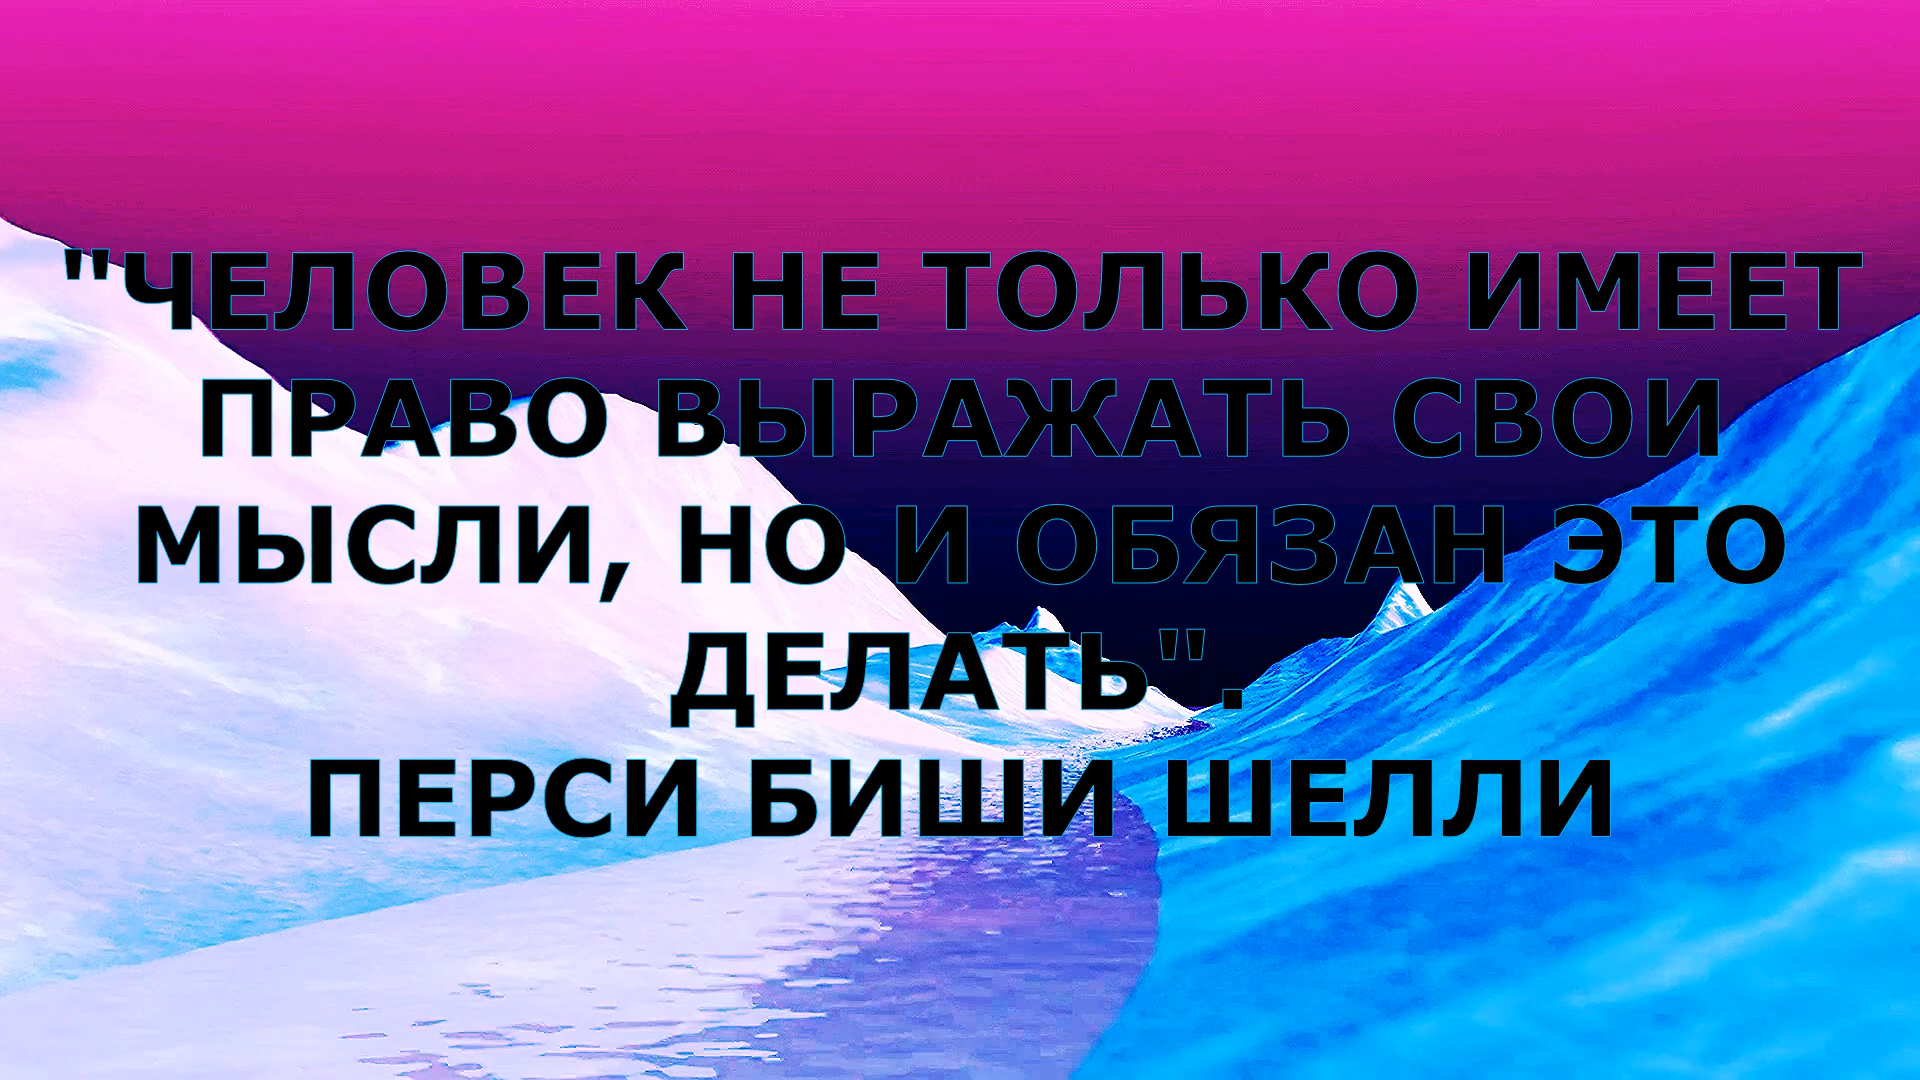 "ЧЕЛОВЕК НЕ ТОЛЬКО ИМЕЕТ
ПРАВО ВЫРАЖАТЬ СВОИ
МЫСЛИ, НО И ОБЯЗАН ЭТО
ДЕЛАТЬ".
ПЕРСИ БИШИ ШЕЛЛИ